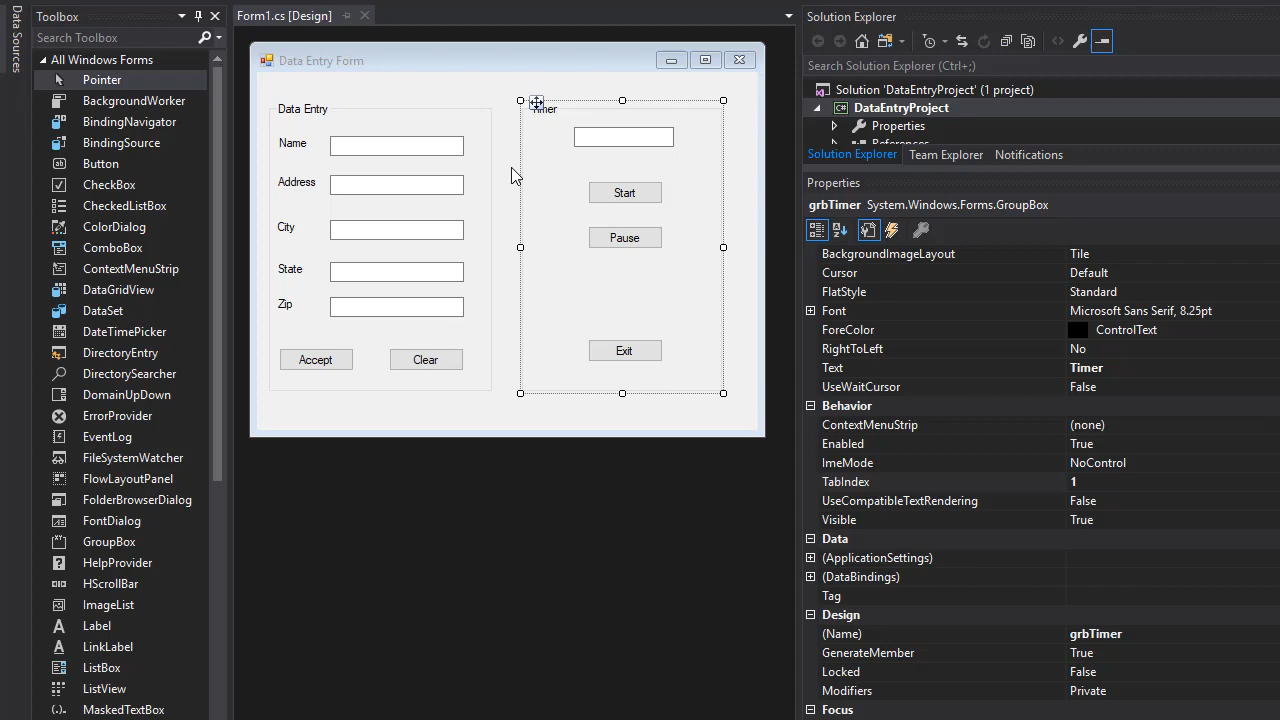 Data Sources
Toolbox
Search Toolbox
All Windows Forms
Pointer
BackgroundWorker
BindingNavigator
BindingSource
Button
CheckBox
CheckedListBox
ColorDialog
ComboBox
ContextMenuStrip
DataGridView
DataSet
DateTimePicker
DirectoryEntry
DirectorySearcher
DomainUpDown
ErrorProvider
EventLog
FileSystemWatcher
FlowLayoutPanel
FolderBrowserDialog
FontDialog
GroupBox
HelpProvider
HScrollBar
ImageList
Label
LinkLabel
ListBox
ListView
MaskedTextBox
Form1.cs [Design]
Data Entry Form
Data Entry
Name
Address
City
State
Zip
Accept
Clear
Timer
Start
Pause
Exit
Solution Explorer
Search Solution Explorer (Ctrl+;)
Solution 'DataEntryProject' (1 project)
C# DataEntryProject
Properties
References
Solution Explorer Team Explorer Notifications
Properties
grbTimer System.Windows.Forms.GroupBox
BackgroundImageLayout Tile
Cursor Default
FlatStyle Standard
Font Microsoft Sans Serif, 8.25pt
ForeColor ControlText
RightToLeft No
Text Timer
UseWaitCursor False
Behavior
ContextMenuStrip (none)
Enabled True
ImeMode NoControl
TabIndex 1
UseCompatibleTextRendering False
Visible True
Data
(ApplicationSettings)
(DataBindings)
Tag
Design
(Name) grbTimer
GenerateMember True
Locked False
Modifiers Private
Focus